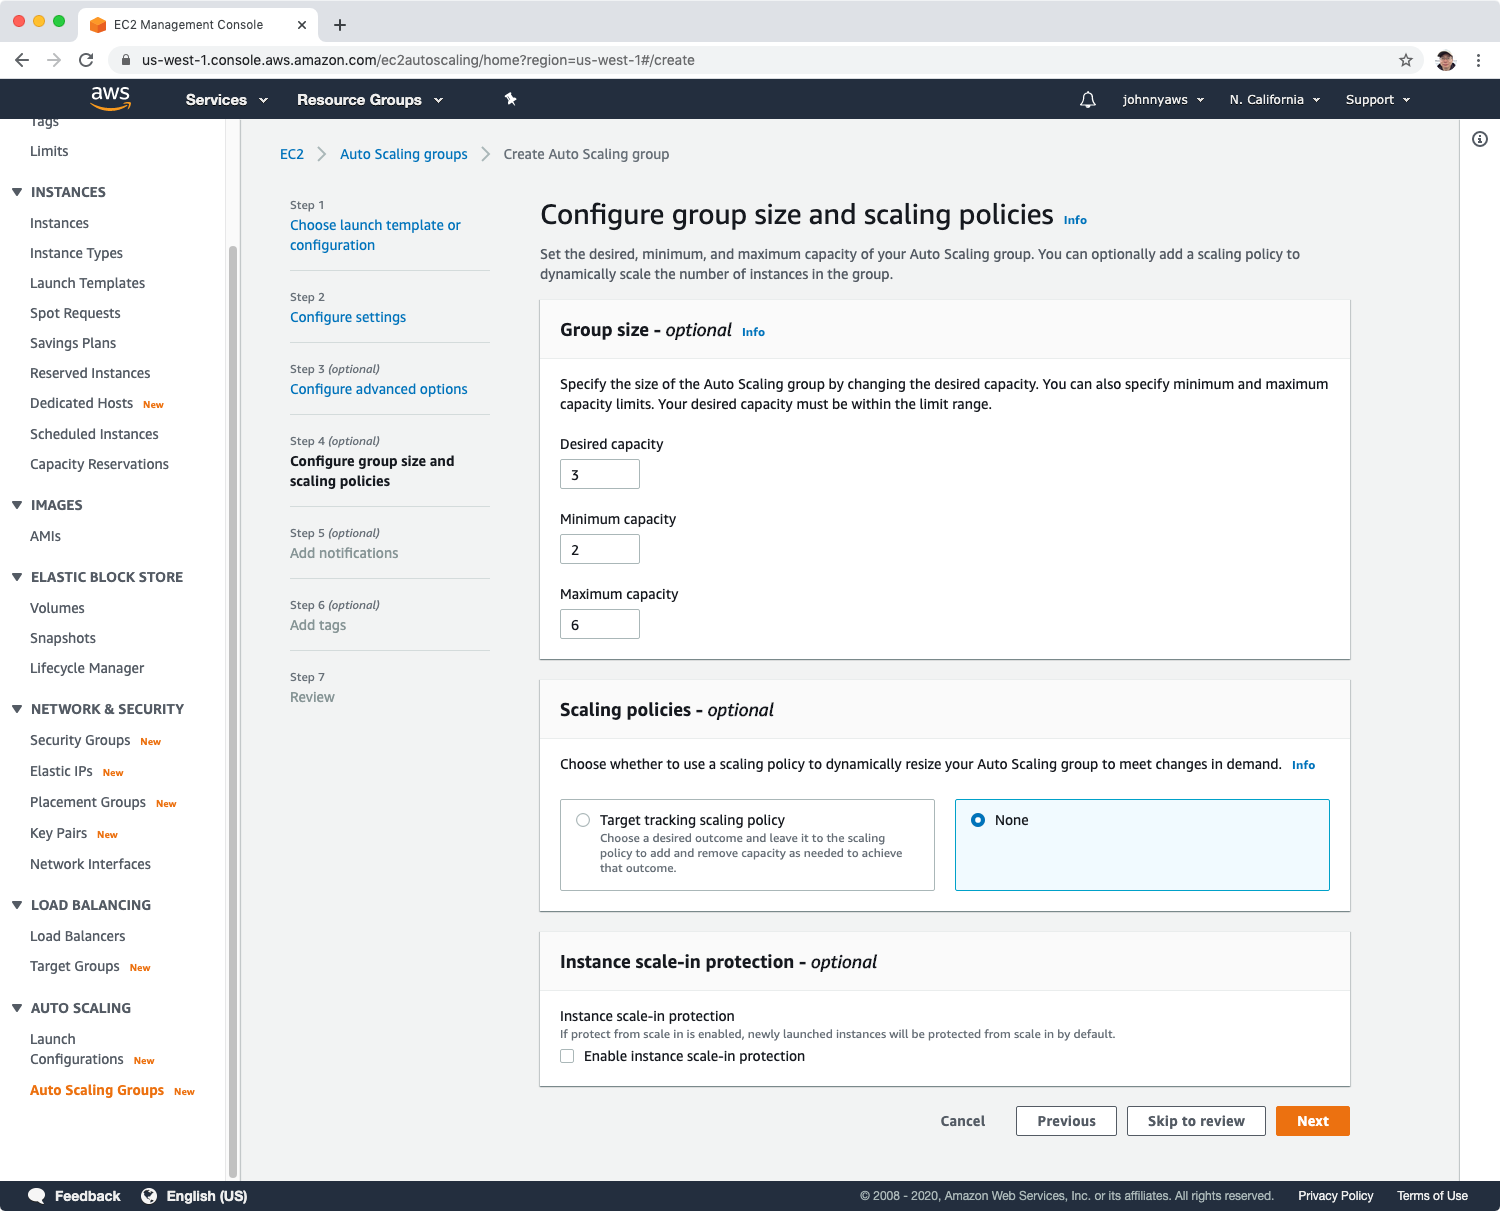 EC2 Management Console
us-west-1.console.aws.amazon.com/ec2autoscaling/home?region=us-west-1#/create
aws
Services
Resource Groups
johnnyaws
N. California
Support
Tags
Limits
INSTANCES
Instances
Instance Types
Launch Templates
Spot Requests
Savings Plans
Reserved Instances
Dedicated Hosts New
Scheduled Instances
Capacity Reservations
IMAGES
AMIs
ELASTIC BLOCK STORE
Volumes
Snapshots
Lifecycle Manager
NETWORK & SECURITY
Security Groups New
Elastic IPs New
Placement Groups New
Key Pairs New
Network Interfaces
LOAD BALANCING
Load Balancers
Target Groups New
AUTO SCALING
Launch
Configurations New
Auto Scaling Groups New
EC2 > Auto Scaling groups > Create Auto Scaling group
Step 1
Choose launch template or
configuration
Step 2
Configure settings
Step 3 (optional)
Configure advanced options
Step 4 (optional)
Configure group size and
scaling policies
Step 5 (optional)
Add notifications
Step 6 (optional)
Add tags
Step 7
Review
Configure group size and scaling policies Info
Set the desired, minimum, and maximum capacity of your Auto Scaling group. You can optionally add a scaling policy to
dynamically scale the number of instances in the group.
Group size - optional Info
Specify the size of the Auto Scaling group by changing the desired capacity. You can also specify minimum and maximum
capacity limits. Your desired capacity must be within the limit range.
Desired capacity
3
Minimum capacity
2
Maximum capacity
6
Scaling policies - optional
Choose whether to use a scaling policy to dynamically resize your Auto Scaling group to meet changes in demand. Info
Target tracking scaling policy
Choose a desired outcome and leave it to the scaling
policy to add and remove capacity as needed to achieve
that outcome.
None
Instance scale-in protection - optional
Instance scale-in protection
If protect from scale in is enabled, newly launched instances will be protected from scale in by default.
Enable instance scale-in protection
Cancel
Previous
Skip to review
Next
Feedback
English (US)
© 2008 - 2020, Amazon Web Services, Inc. or its affiliates. All rights reserved.
Privacy Policy
Terms of Use